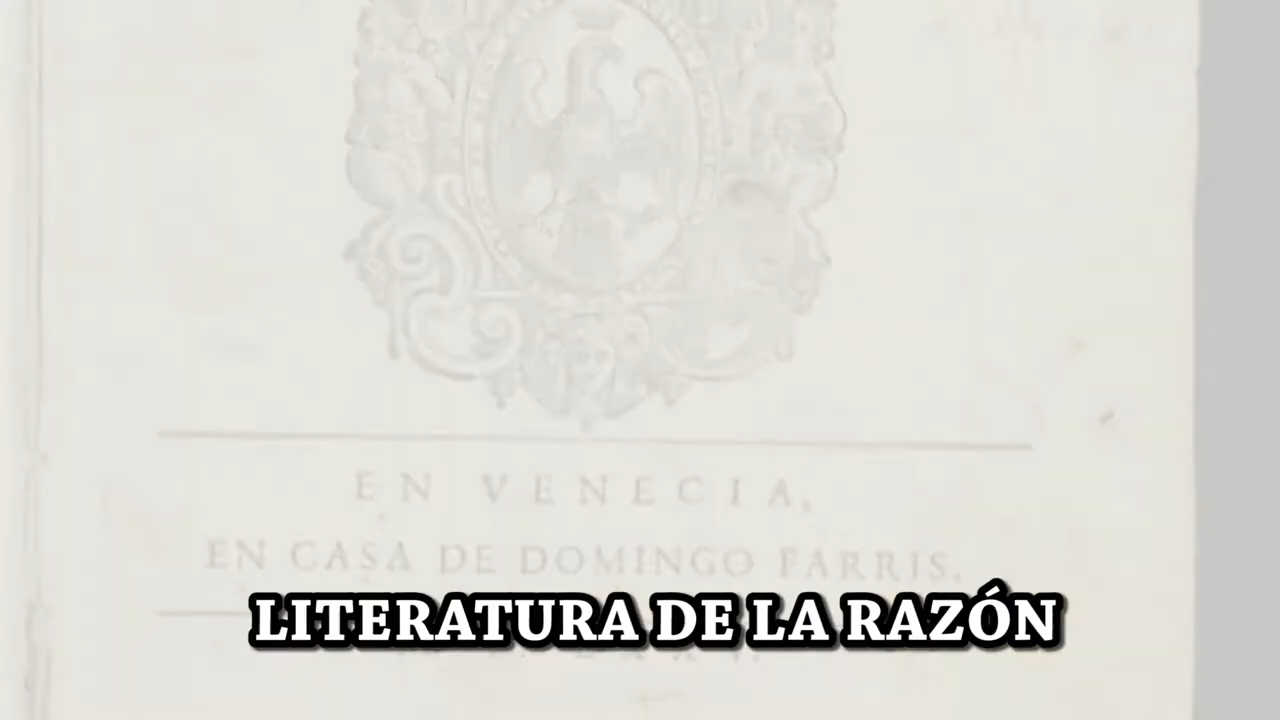 EN VENECIA,
EN CASA DE DOMINGO FARRIS.
LITERATURA DE LA RAZÓN